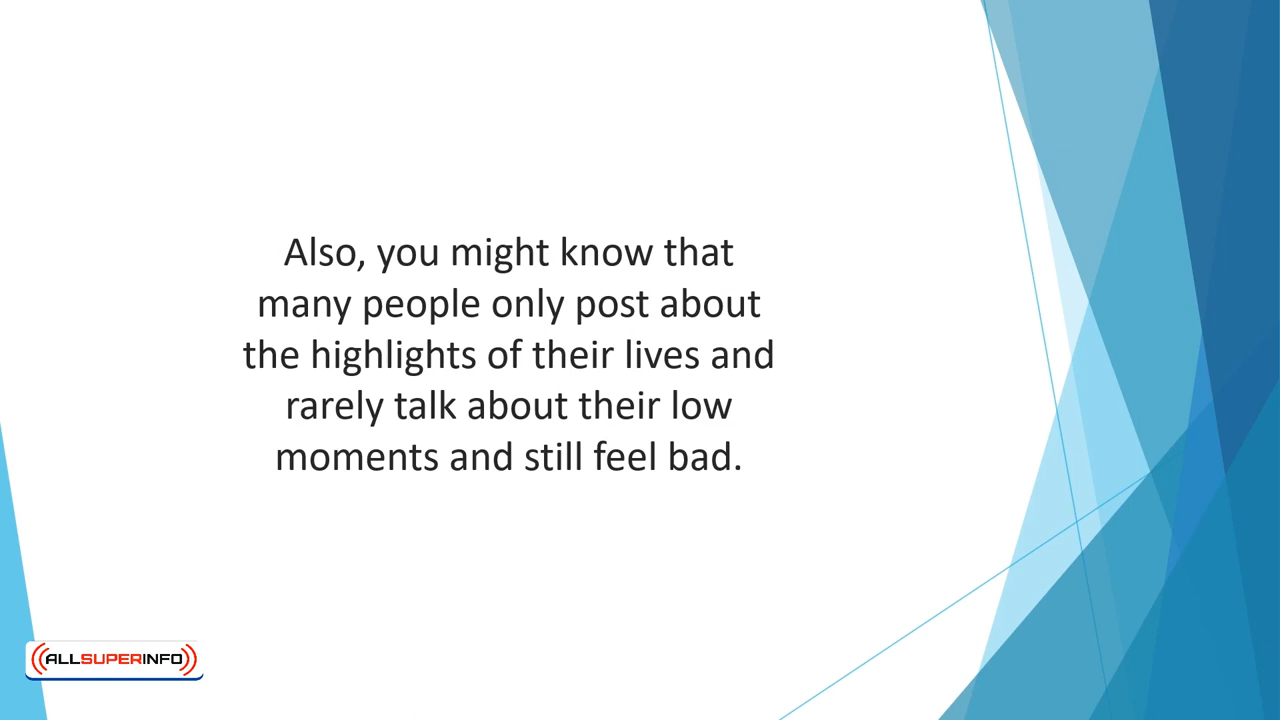 Also, you might know that
many people only post about
the highlights of their lives and
rarely talk about their low
moments and still feel bad.
ALLSUPERINFO